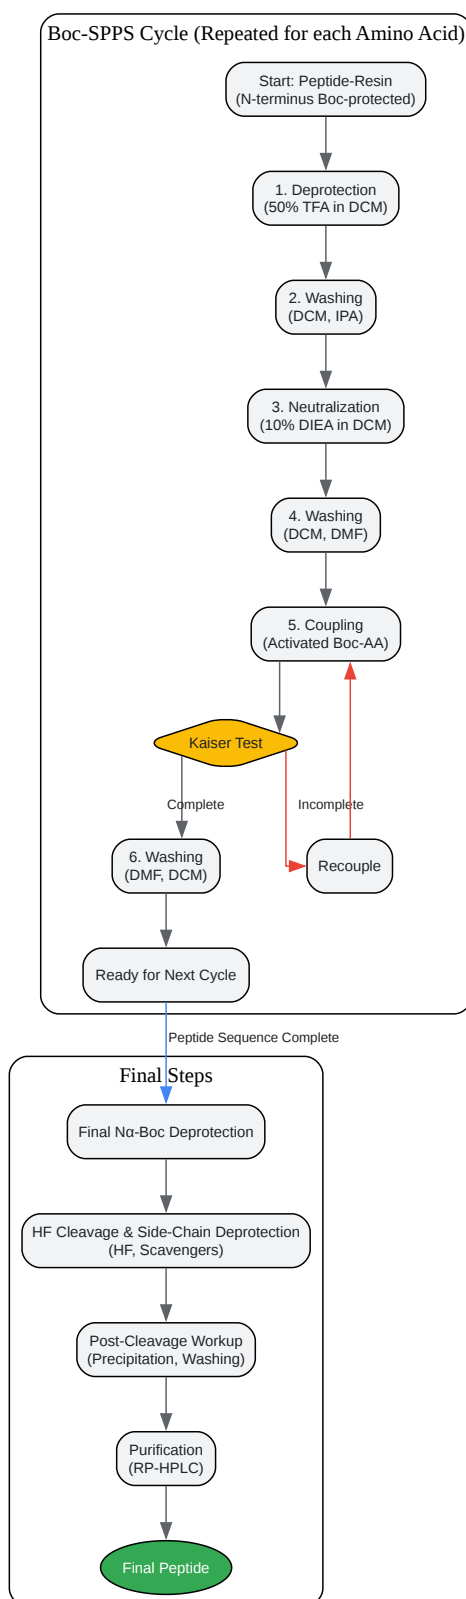 Boc-SPPS Cycle (Repeated for each Amino Acid)
Start: Peptide-Resin
(N-terminus Boc-protected)
1. Deprotection
(50% TFA in DCM)
2. Washing
(DCM, IPA)
3. Neutralization
(10% DIEA in DCM)
4. Washing
(DCM, DMF)
5. Coupling
(Activated Boc-AA)
Kaiser Test
Complete
Incomplete
6. Washing
(DMF, DCM)
Recouple
Ready for Next Cycle
Peptide Sequence Complete
Final Steps
Final Nα-Boc Deprotection
HF Cleavage & Side-Chain Deprotection
(HF, Scavengers)
Post-Cleavage Workup
(Precipitation, Washing)
Purification
(RP-HPLC)
Final Peptide